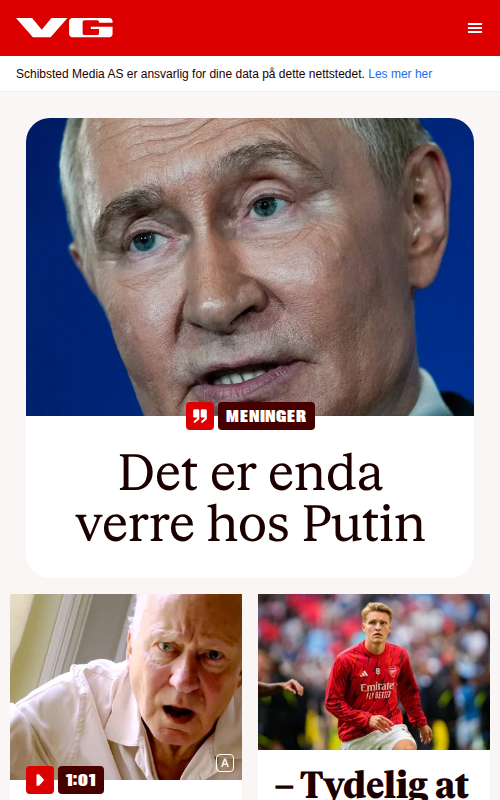 VG
Schibsted Media AS er ansvarlig for dine data på dette nettstedet. Les mer her
MENINGER
Det er enda
verre hos Putin
A
1:01
Emirates
FLY BETTER
– Tydelig at